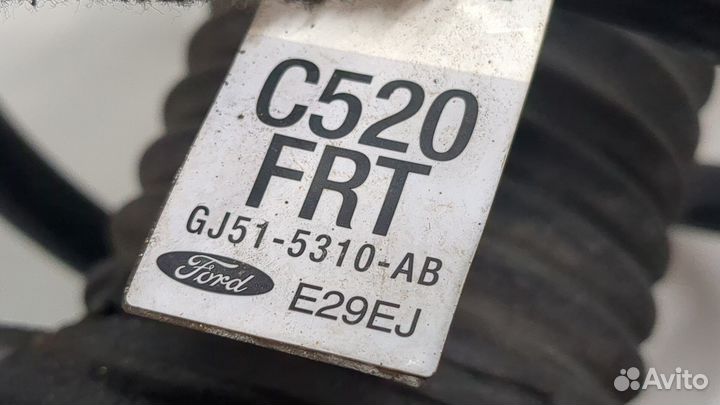 C520
FRT
GJ51-5310-AB
Ford
E29EJ
Avito